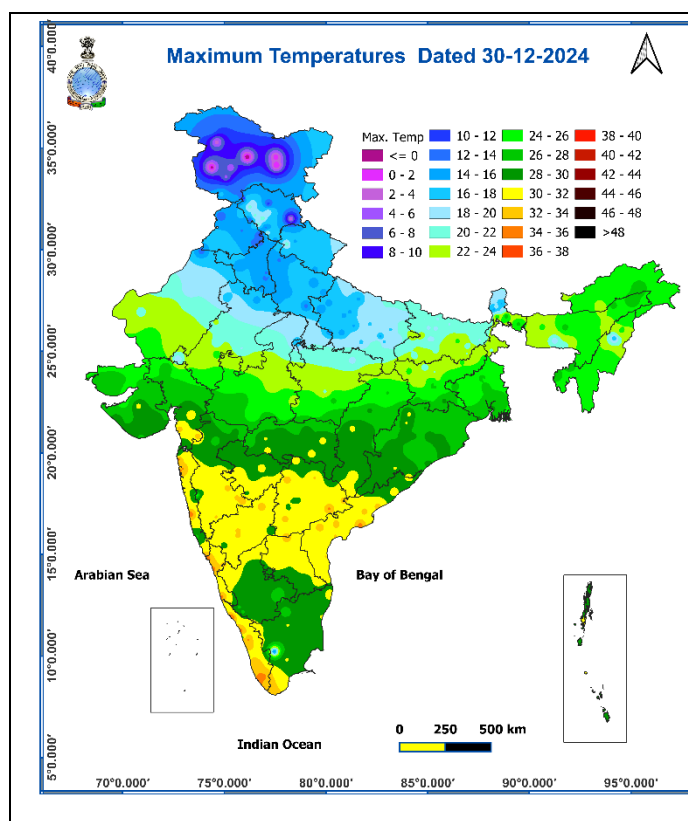 Maximum Temperatures Dated 30-12-2024
Max. Temp
<= 0
0 - 2
2 - 4
4 - 6
6 - 8
8 - 10
10 - 12
12 - 14
14 - 16
16 - 18
18 - 20
20 - 22
22 - 24
24 - 26
26 - 28
28 - 30
30 - 32
32 - 34
34 - 36
36 - 38
38 - 40
40 - 42
42 - 44
44 - 46
46 - 48
>48
40°0.000'
35°0.000'
30°0.000'
25°0.000'
20°0.000'
15°0.000'
10°0.000'
5°0.000'
Arabian Sea
Bay of Bengal
Indian Ocean
0 250 500 km
70°0.000' 75°0.000' 80°0.000' 85°0.000' 90°0.000' 95°0.000'